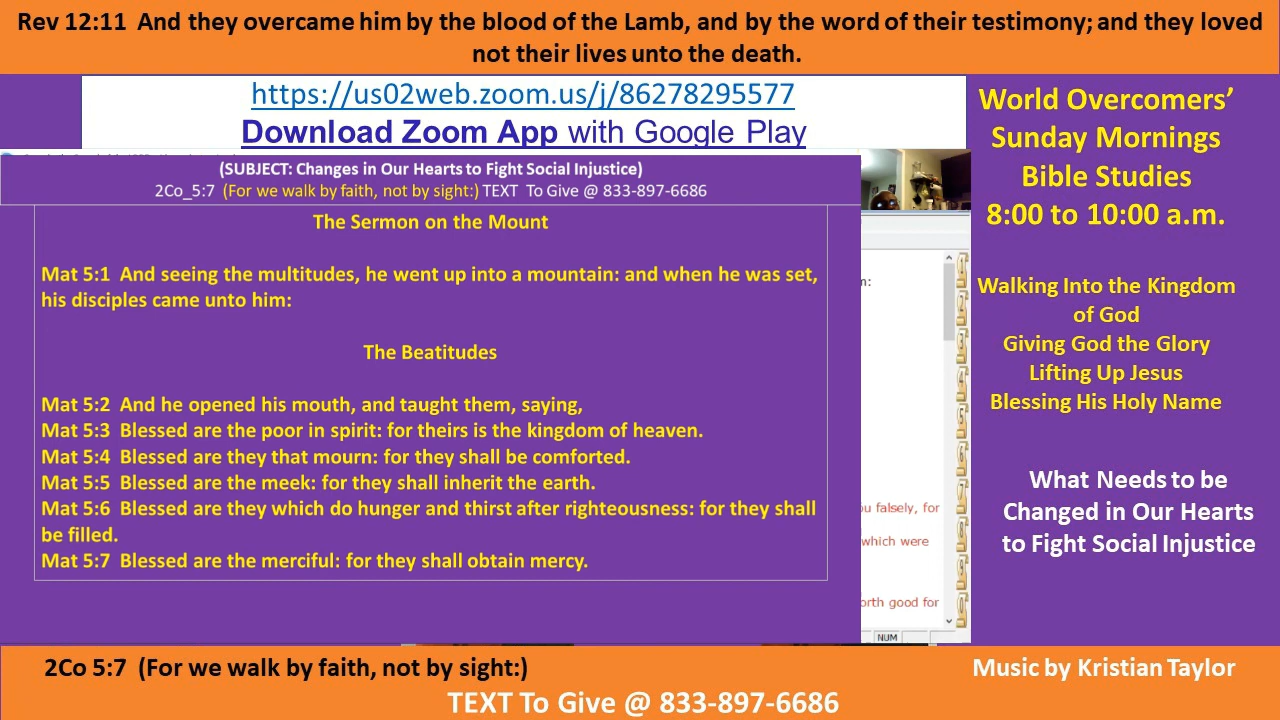 Rev 12:11 And they overcame him by the blood of the Lamb, and by the word of their testimony; and they loved
not their lives unto the death.
https://us02web.zoom.us/j/86278295577
Download Zoom App with Google Play
(SUBJECT: Changes in Our Hearts to Fight Social Injustice)
2Co_5:7 (For we walk by faith, not by sight:) TEXT To Give @ 833-897-6686
The Sermon on the Mount
Mat 5:1 And seeing the multitudes, he went up into a mountain: and when he was set,
his disciples came unto him:
The Beatitudes
Mat 5:2 And he opened his mouth, and taught them, saying,
Mat 5:3 Blessed are the poor in spirit: for theirs is the kingdom of heaven.
Mat 5:4 Blessed are they that mourn: for they shall be comforted.
Mat 5:5 Blessed are the meek: for they shall inherit the earth.
Mat 5:6 Blessed are they which do hunger and thirst after righteousness: for they shall
be filled.
Mat 5:7 Blessed are the merciful: for they shall obtain mercy.
falsely, for
which were
good for
NUM
World Overcomers’
Sunday Mornings
Bible Studies
8:00 to 10:00 a.m.
Walking Into the Kingdom
of God
Giving God the Glory
Lifting Up Jesus
Blessing His Holy Name
What Needs to be
Changed in Our Hearts
to Fight Social Injustice
2Co 5:7 (For we walk by faith, not by sight:)
Music by Kristian Taylor
TEXT To Give @ 833-897-6686